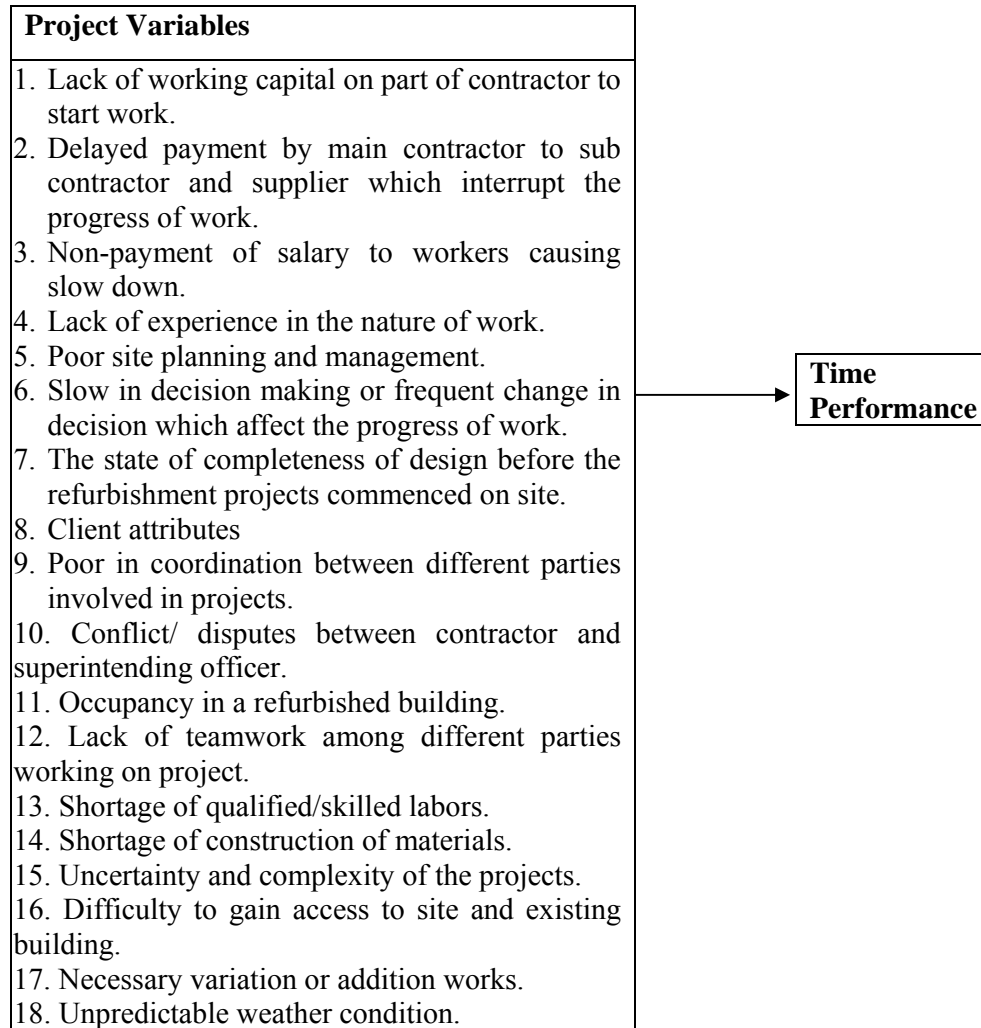 Project Variables
1. Lack of working capital on part of contractor to
start work.
2. Delayed payment by main contractor to sub
contractor and supplier which interrupt the
progress of work.
3. Non-payment of salary to workers causing
slow down.
4. Lack of experience in the nature of work.
5. Poor site planning and management.
6. Slow in decision making or frequent change in
decision which affect the progress of work.
7. The state of completeness of design before the
refurbishment projects commenced on site.
8. Client attributes
9. Poor in coordination between different parties
involved in projects.
10. Conflict/ disputes between contractor and
superintending officer.
11. Occupancy in a refurbished building.
12. Lack of teamwork among different parties
working on project.
13. Shortage of qualified/skilled labors.
14. Shortage of construction of materials.
15. Uncertainty and complexity of the projects.
16. Difficulty to gain access to site and existing
building.
17. Necessary variation or addition works.
18. Unpredictable weather condition.
Time
Performance